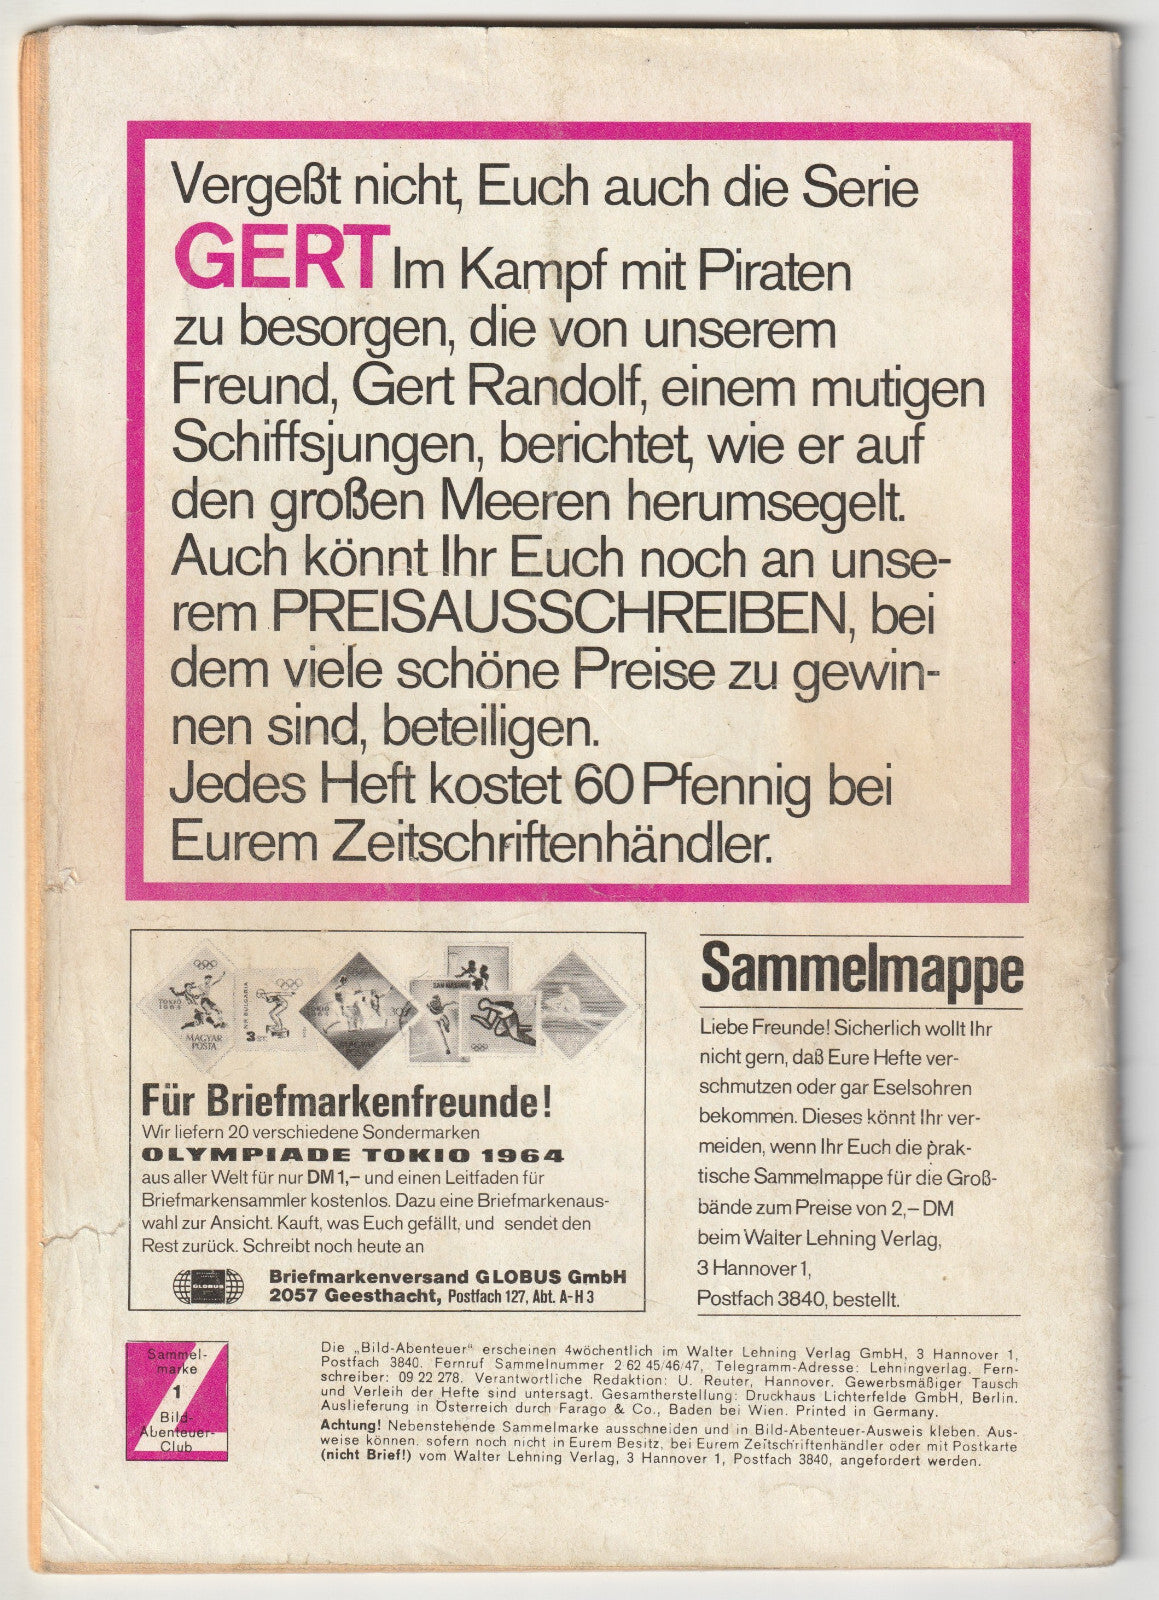 Vergeßt nicht, Euch auch die Serie
GERT Im Kampf mit Piraten
zu besorgen, die von unserem
Freund, Gert Randolf, einem mutigen
Schiffsjungen, berichtet, wie er auf
den großen Meeren herumsegelt.
Auch könnt Ihr Euch noch an unse-
rem PREISAUSSCHREIBEN, bei
dem viele schöne Preise zu gewin-
nen sind, beteiligen.
Jedes Heft kostet 60 Pfennig bei
Eurem Zeitschriftenhändler.
TOKIO
1964
MAGYAR
POSTA
NR BULGARIA
3 ST.
MAGYAR
POSTA
SAN MARINO
Für Briefmarkenfreunde!
Wir liefern 20 verschiedene Sondermarken
OLYMPIADE TOKIO 1964
aus aller Welt für nur DM 1,– und einen Leitfaden für
Briefmarkensammler kostenlos. Dazu eine Briefmarkenaus-
wahl zur Ansicht. Kauft, was Euch gefällt, und sendet den
Rest zurück. Schreibt noch heute an
GLOBUS
Briefmarkenversand GLOBUS GmbH
2057 Geesthacht, Postfach 127, Abt. A-H 3
Sammelmappe
Liebe Freunde! Sicherlich wollt Ihr
nicht gern, daß Eure Hefte ver-
schmutzen oder gar Eselsohren
bekommen. Dieses könnt Ihr ver-
meiden, wenn Ihr Euch die prak-
tische Sammelmappe für die Groß-
bände zum Preise von 2,– DM
beim Walter Lehning Verlag,
3 Hannover 1,
Postfach 3840, bestellt.
Sammel-
marke
1
Bild-
Abenteuer-
Club
Die „Bild-Abenteuer" erscheinen 4wöchentlich im Walter Lehning Verlag GmbH, 3 Hannover 1,
Postfach 3840. Fernruf Sammelnummer 2 62 45/46/47, Telegramm-Adresse: Lehningverlag. Fern-
schreiber: 09 22 278. Verantwortliche Redaktion: U. Reuter, Hannover. Gewerbsmäßiger Tausch
und Verleih der Hefte sind untersagt. Gesamtherstellung: Druckhaus Lichterfelde GmbH, Berlin.
Auslieferung in Österreich durch Farago & Co., Baden bei Wien. Printed in Germany.
Achtung! Nebenstehende Sammelmarke ausschneiden und in Bild-Abenteuer-Ausweis kleben. Aus-
weise können, sofern noch nicht in Eurem Besitz, bei Eurem Zeitschriftenhändler oder mit Postkarte
(nicht Brief!) vom Walter Lehning Verlag, 3 Hannover 1, Postfach 3840, angefordert werden.